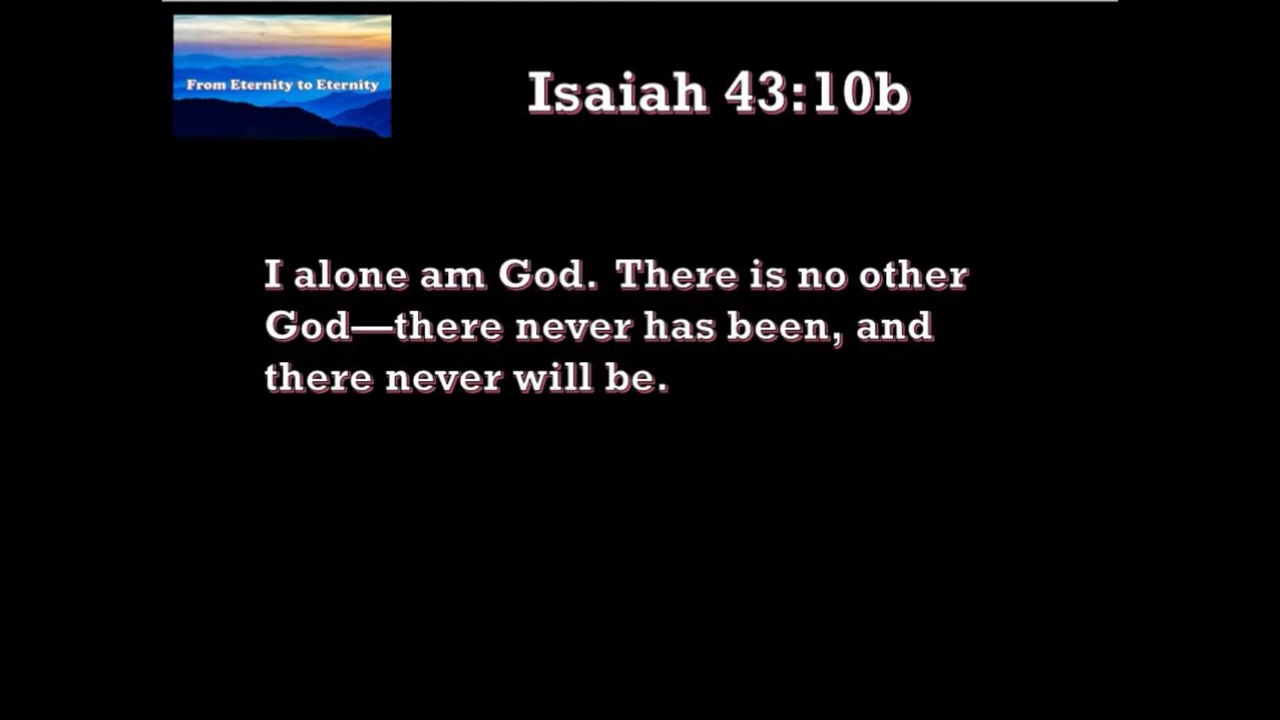 From Eternity to Eternity
Isaiah 43:10b
I alone am God. There is no other
God—there never has been, and
there never will be.